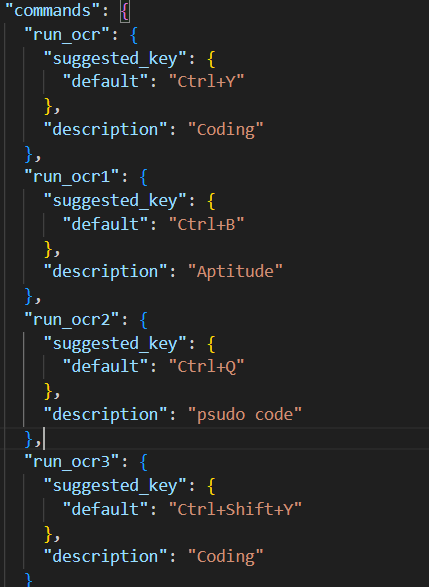 "commands": {
"run_ocr": {
"suggested_key": {
"default": "Ctrl+Y"
},
"description": "Coding"
},
"run_ocr1": {
"suggested_key": {
"default": "Ctrl+B"
},
"description": "Aptitude"
},
"run_ocr2": {
"suggested_key": {
"default": "Ctrl+Q"
},
"description": "psudo code"
},
"run_ocr3": {
"suggested_key": {
"default": "Ctrl+Shift+Y"
},
"description": "Coding"
}